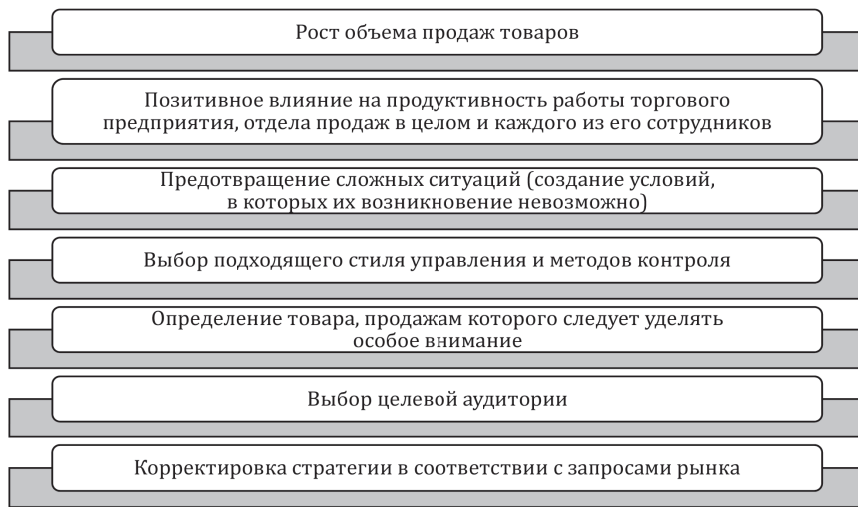 Рост объема продаж товаров
Позитивное влияние на продуктивность работы торгового
предприятия, отдела продаж в целом и каждого из его сотрудников
Предотвращение сложных ситуаций (создание условий,
в которых их возникновение невозможно)
Выбор подходящего стиля управления и методов контроля
Определение товара, продажам которого следует уделять
особое внимание
Выбор целевой аудитории
Корректировка стратегии в соответствии с запросами рынка